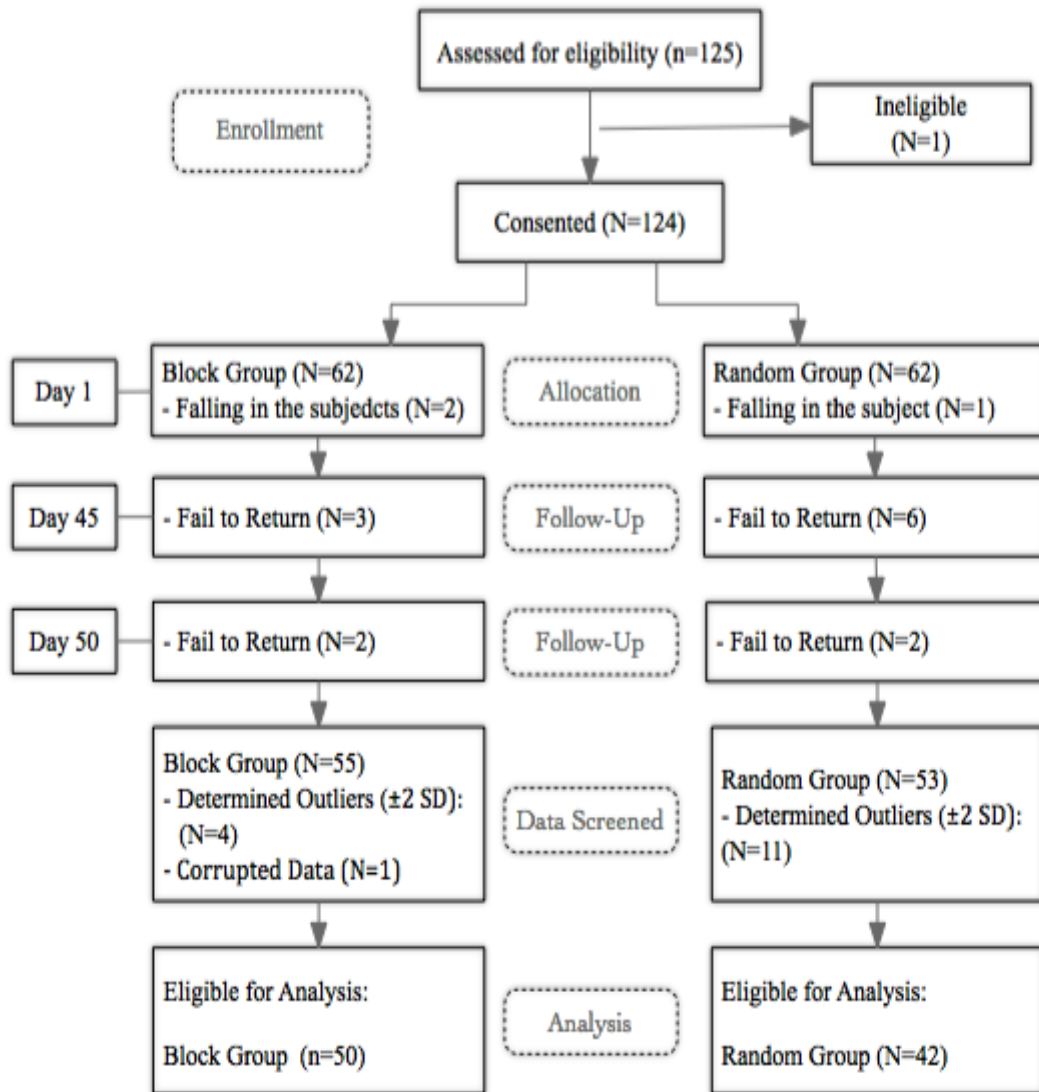 Assessed for eligibility (n=125)
Enrollment
Ineligible
(N=1)
Consented (N=124)
Day 1
Block Group (N=62)
- Falling in the subjedcts (N=2)
Allocation
Random Group (N=62)
- Falling in the subject (N=1)
Day 45
- Fail to Return (N=3)
Follow-Up
- Fail to Return (N=6)
Day 50
- Fail to Return (N=2)
Follow-Up
- Fail to Return (N=2)
Block Group (N=55)
- Determined Outliers (±2 SD):
(N=4)
- Corrupted Data (N=1)
Data Screened
Random Group (N=53)
- Determined Outliers (±2 SD):
(N=11)
Eligible for Analysis:
Block Group (n=50)
Analysis
Eligible for Analysis:
Random Group (N=42)